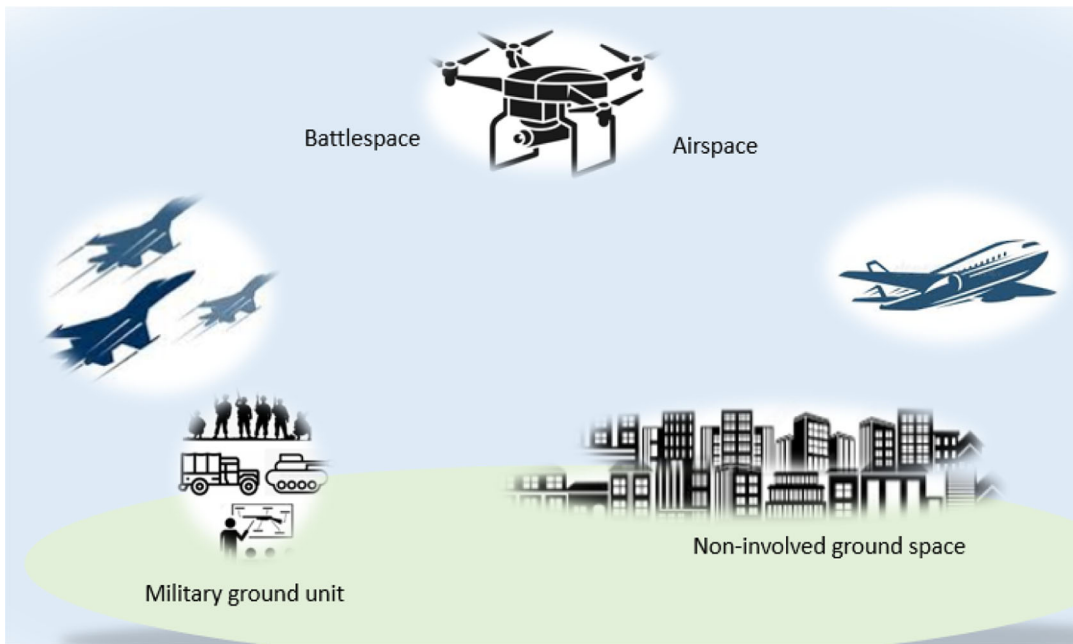 Battlespace
Airspace
Non-involved ground space
Military ground unit